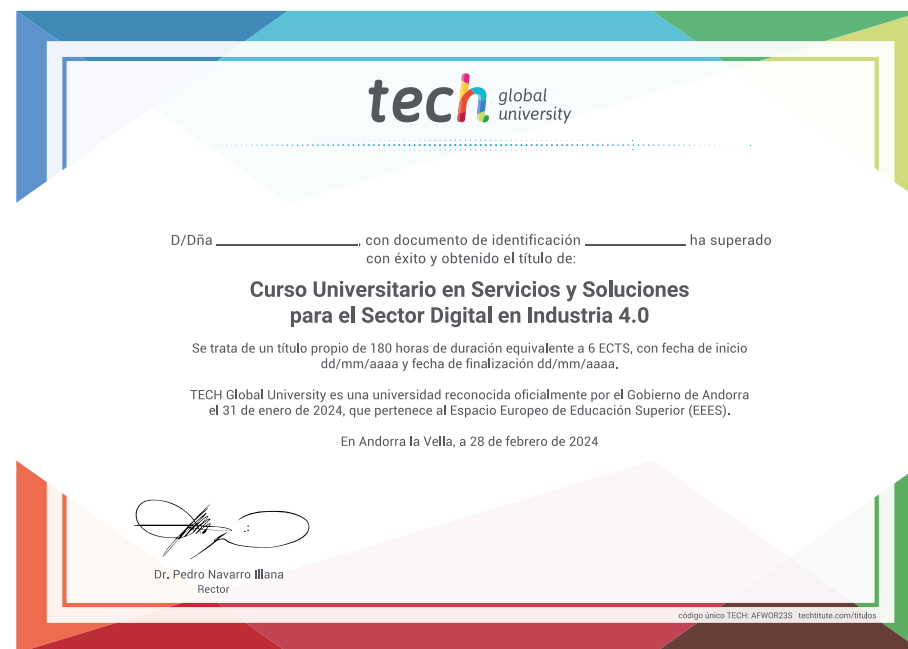 tech global university
D/Dña ____________, con documento de identificación ____________ ha superado
con éxito y obtenido el título de:
Curso Universitario en Servicios y Soluciones
para el Sector Digital en Industria 4.0
Se trata de un título propio de 180 horas de duración equivalente a 6 ECTS, con fecha de inicio
dd/mm/aaaa y fecha de finalización dd/mm/aaaa.
TECH Global University es una universidad reconocida oficialmente por el Gobierno de Andorra
el 31 de enero de 2024, que pertenece al Espacio Europeo de Educación Superior (EEES).
En Andorra la Vella, a 28 de febrero de 2024
Dr. Pedro Navarro Illana
Rector
código único TECH: AFWOR23S techtitute.com/titulos